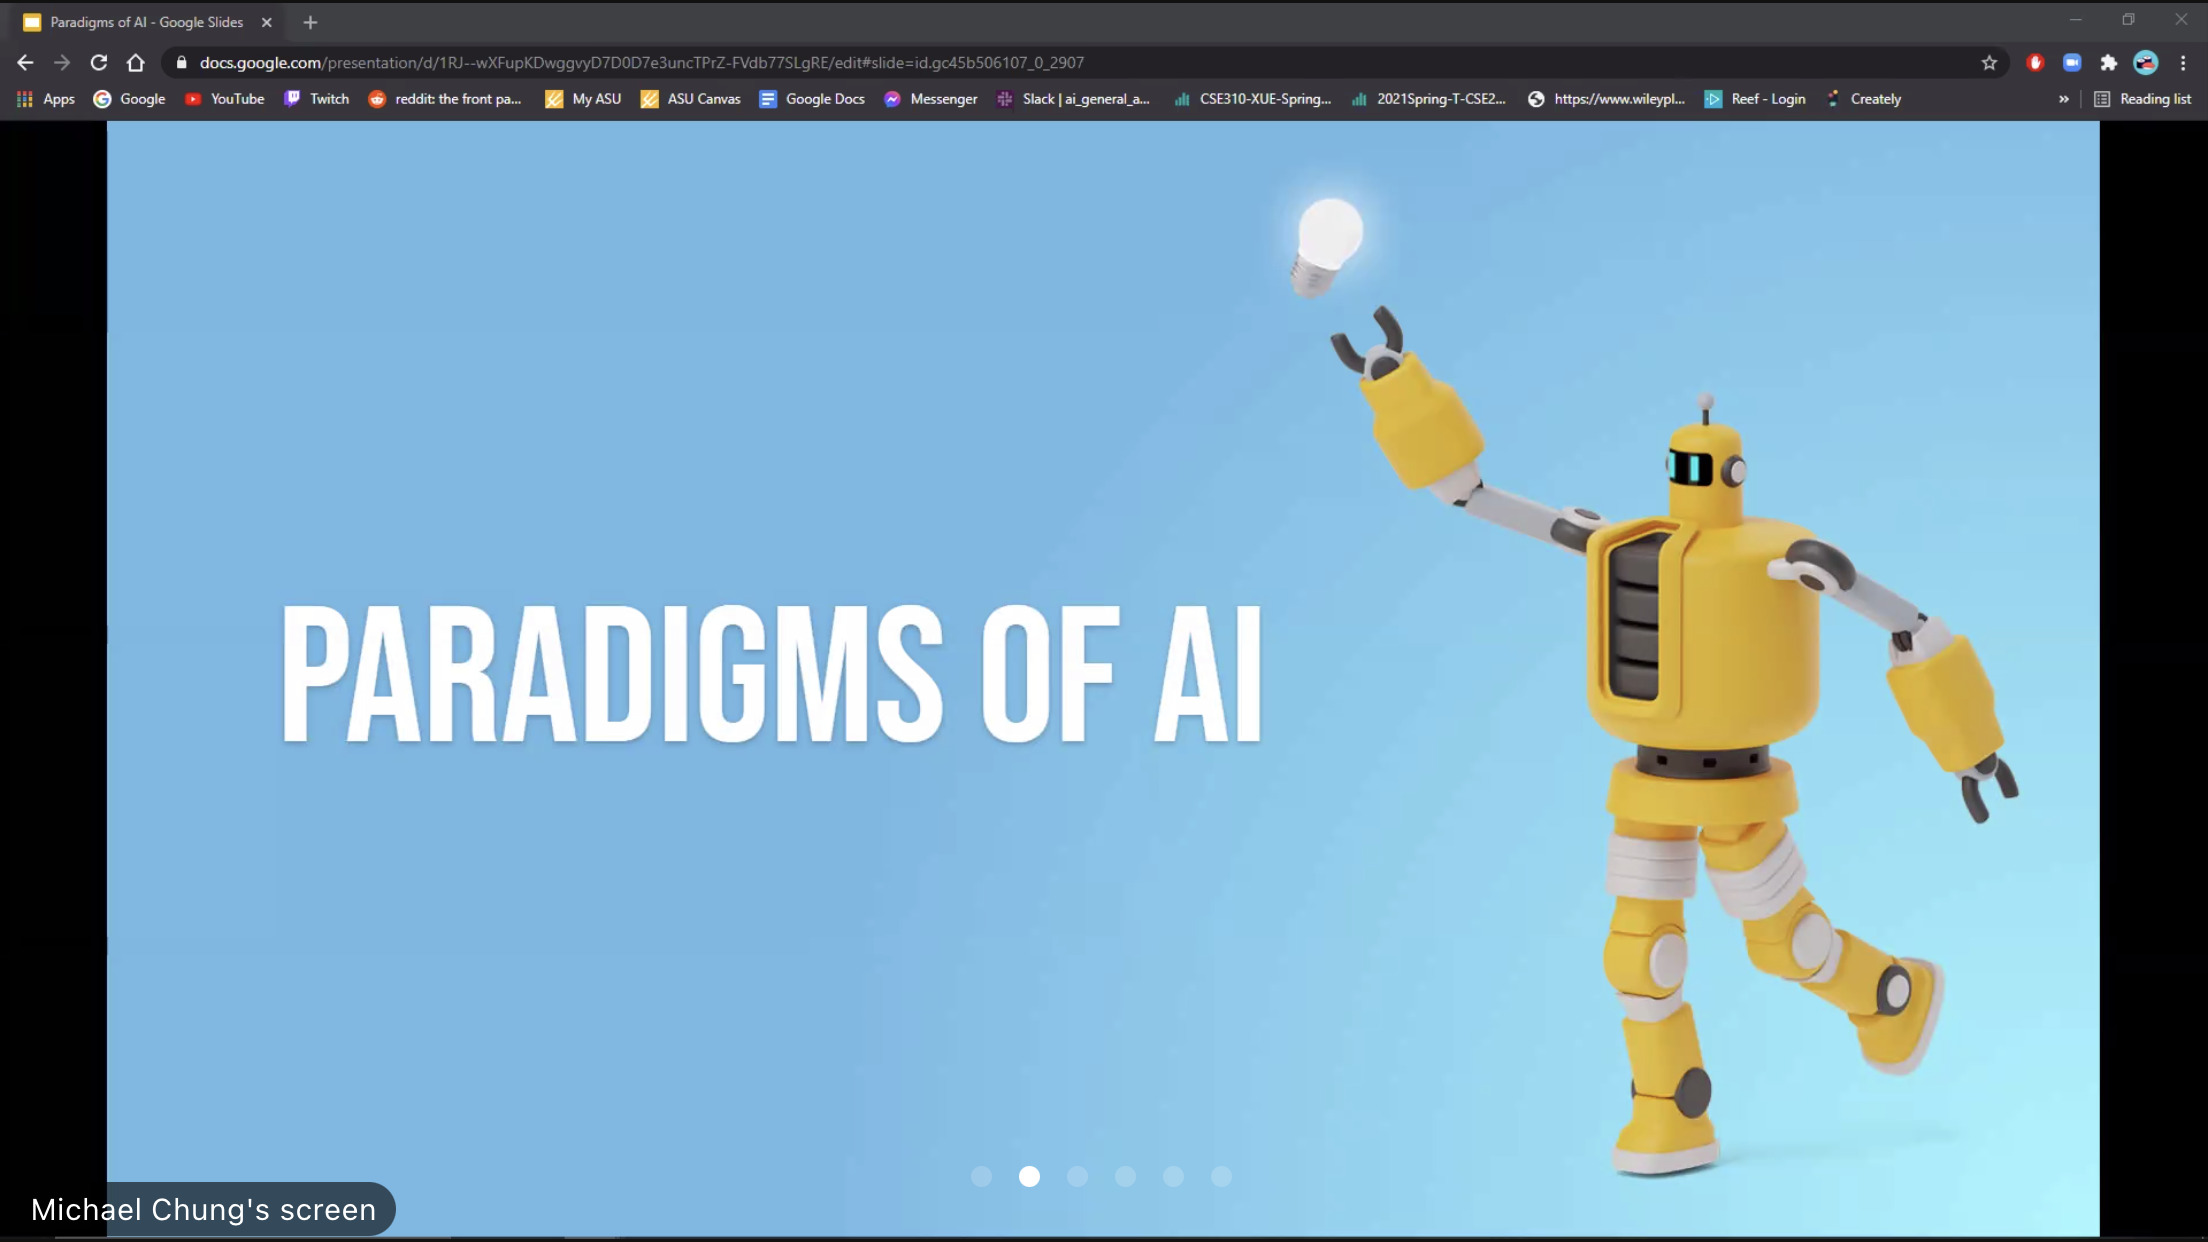 Paradigms of AI - Google Slides
docs.google.com/presentation/d/1RJ--wXFupKDwggvyD7D0D7e3uncTPrZ-FVdb77SLgRE/edit#slide=id.gc45b506107_0_2907
Apps Google YouTube Twitch reddit: the front pa... My ASU ASU Canvas Google Docs Messenger Slack | ai_general_a... CSE310-XUE-Spring... 2021Spring-T-CSE2... https://www.wileypl... Reef - Login Creately » Reading list
PARADIGMS OF AI
Michael Chung's screen